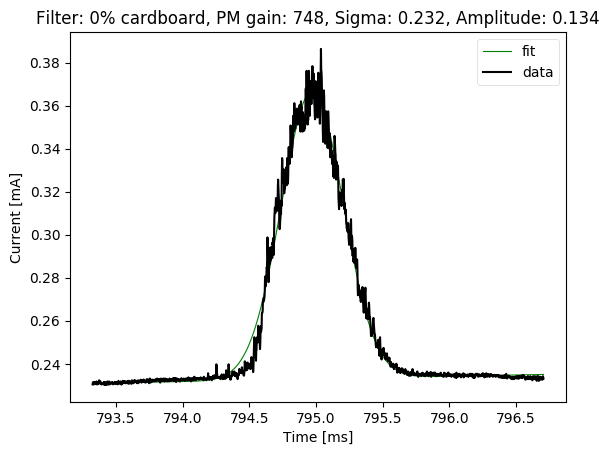 Filter: 0% cardboard, PM gain: 748, Sigma: 0.232, Amplitude: 0.134
fit
data
0.38
0.36
0.34
0.32
0.30
0.28
0.26
0.24
Current [mA]
793.5 794.0 794.5 795.0 795.5 796.0 796.5
Time [ms]